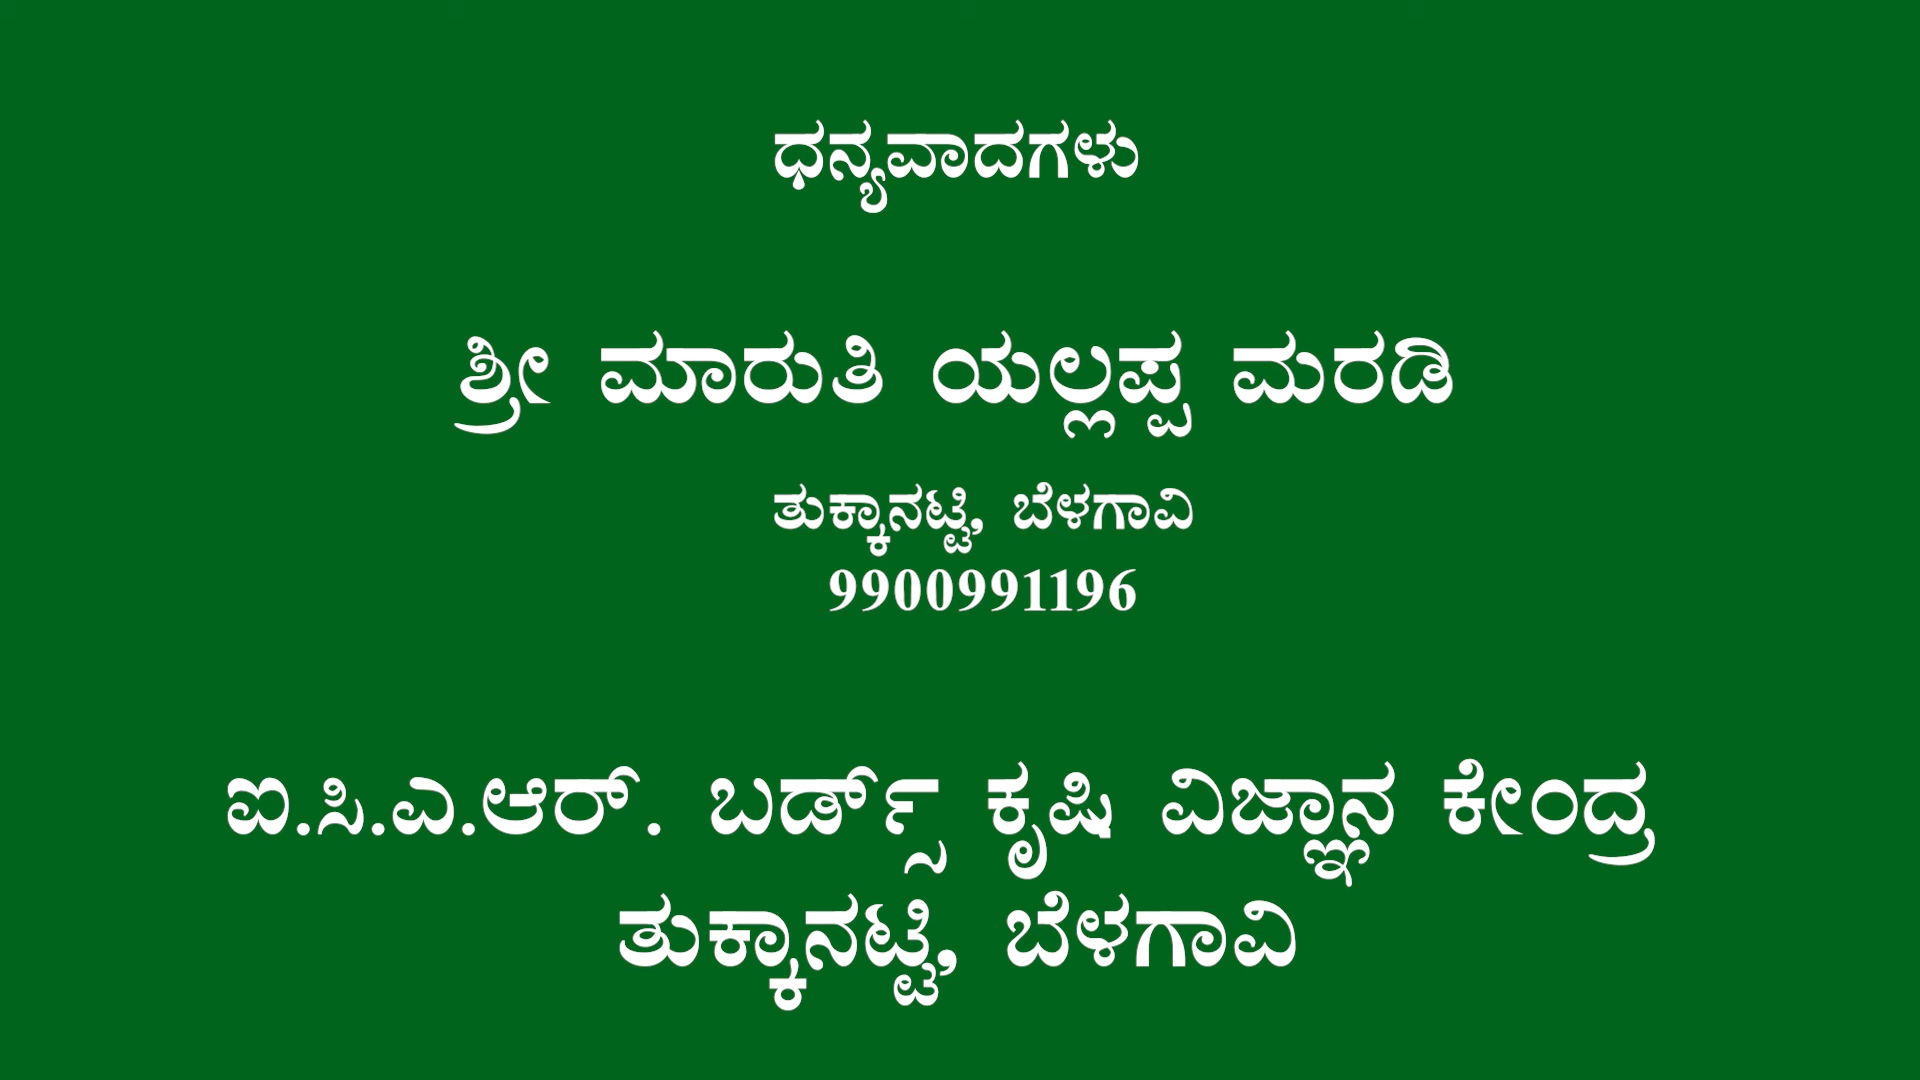 ಧನ್ಯವಾದಗಳು
ಶ್ರೀ ಮಾರುತಿ ಯಲ್ಲಪ್ಪ ಮರಡಿ
ತುಕ್ಕಾನಟ್ಟಿ, ಬೆಳಗಾವಿ
9900991196
ಐ.ಸಿ.ಎ.ಆರ್. ಬರ್ಡ್ಸ್ ಕೃಷಿ ವಿಜ್ಞಾನ ಕೇಂದ್ರ
ತುಕ್ಕಾನಟ್ಟಿ, ಬೆಳಗಾವಿ